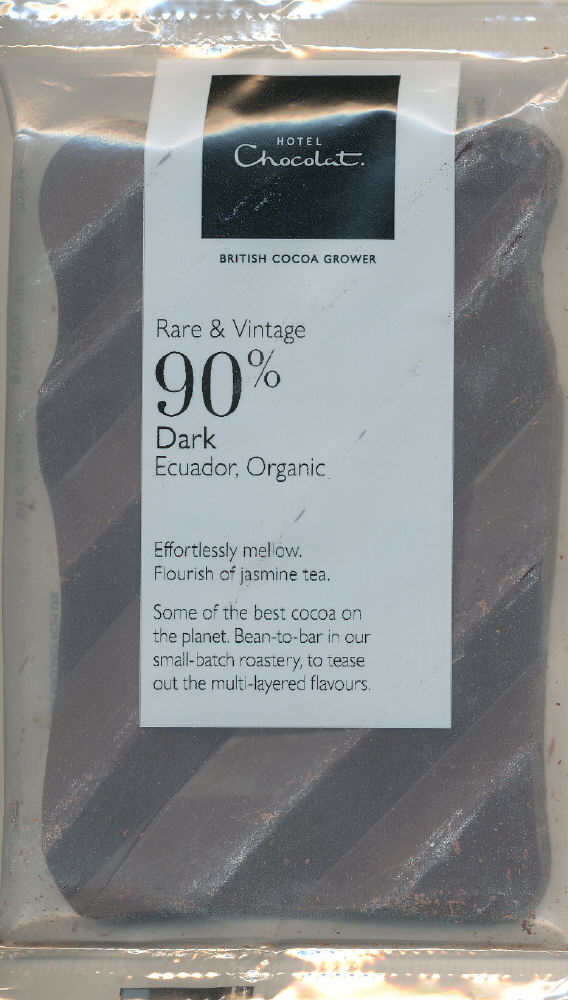 HOTEL
Chocolat.
BRITISH COCOA GROWER
Rare & Vintage
90%
Dark
Ecuador, Organic
Effortlessly mellow.
Flourish of jasmine tea.
Some of the best cocoa on
the planet. Bean-to-bar in our
small-batch roastery, to tease
out the multi-layered flavours.